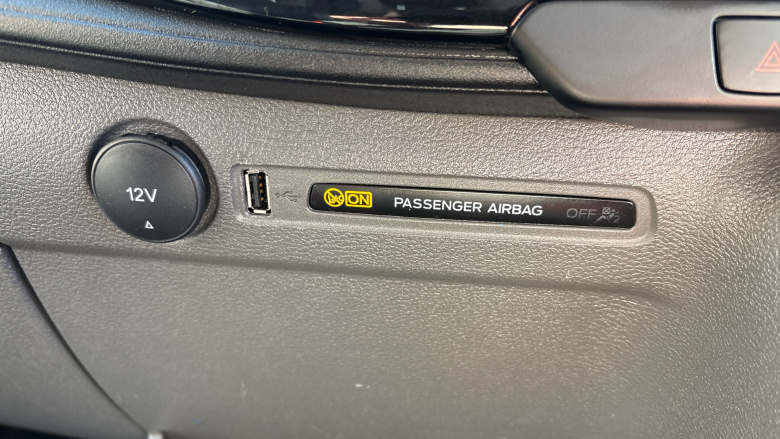 12V
ON PASSENGER AIRBAG OFF